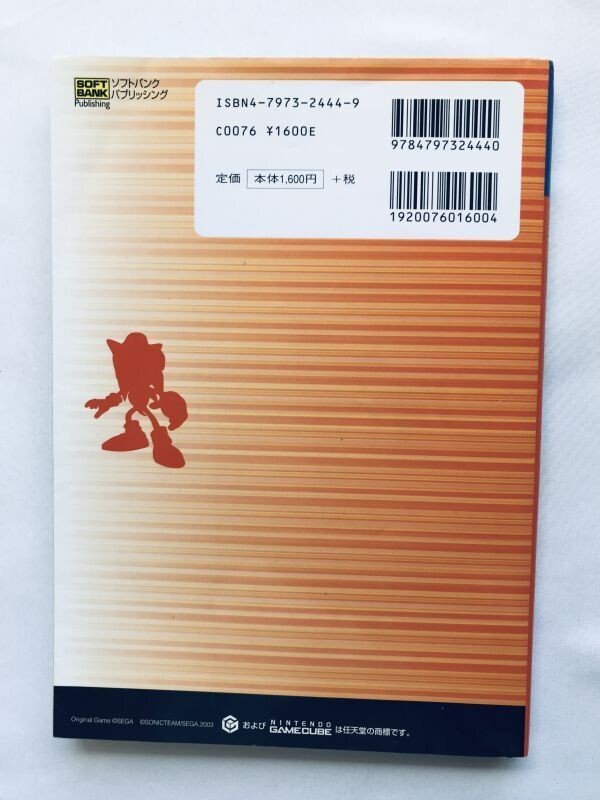 SOFT BANK Publishing
ソフトバンク
パブリッシング
ISBN4-7973-2444-9
C0076 ¥1600E
定価 本体1,600円 +税
9784797324440
1920076016004
Original Game ©SEGA ©SONICTEAM/SEGA,2003
および NINTENDO GAMECUBE は任天堂の商標です。